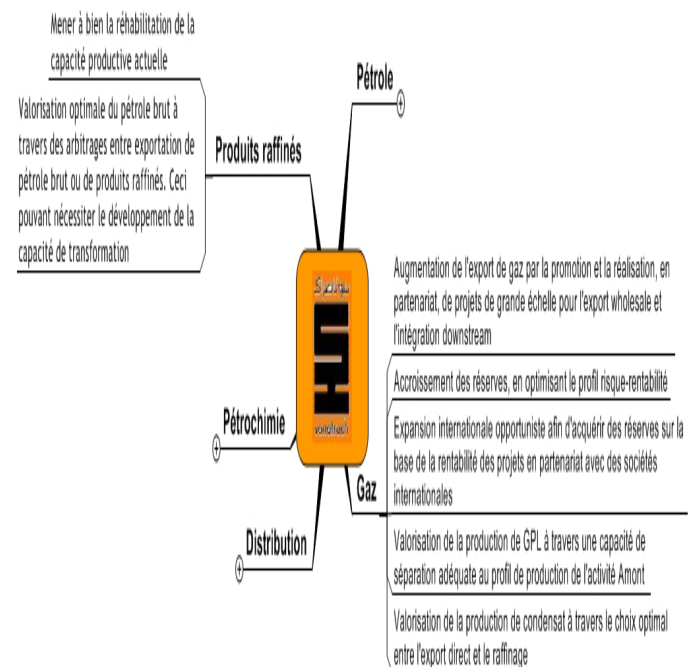 Mener à bien la réhabilitation de la
capacité productive actuelle
Valorisation optimale du pétrole brut à
travers des arbitrages entre exportation de
pétrole brut ou de produits raffinés. Ceci
pouvant nécessiter le développement de la
capacité de transformation
Produits raffinés
Pétrole
سوناطراك
sonatrach
Pétrochimie
Distribution
Gaz
Augmentation de l'export de gaz par la promotion et la réalisation, en
partenariat, de projets de grande échelle pour l'export wholesale et
l'intégration downstream
Accroissement des réserves, en optimisant le profil risque-rentabilité
Expansion internationale opportuniste afin d'acquérir des réserves sur la
base de la rentabilité des projets en partenariat avec des sociétés
internationales
Valorisation de la production de GPL à travers une capacité de
séparation adéquate au profil de production de l'activité Amont
Valorisation de la production de condensat à travers le choix optimal
entre l'export direct et le raffinage